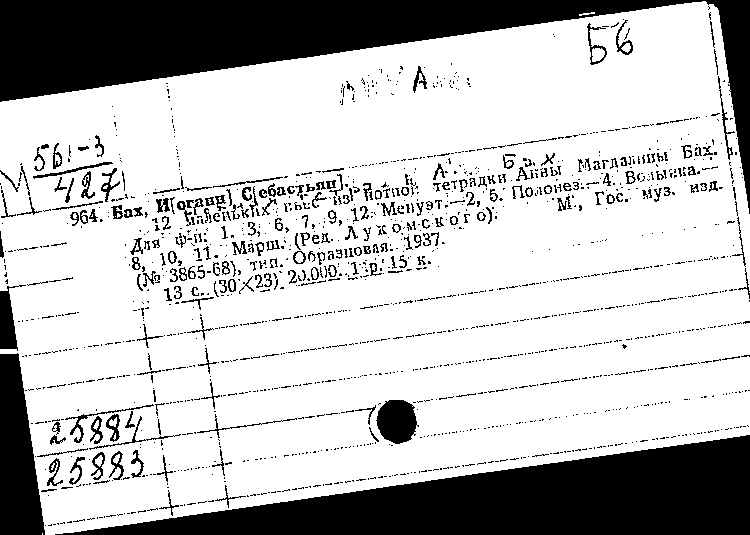 Б6
М 561-3
427
964. Бах, И[оганн] С[ебастьян].
12 маленьких пьес из нотной тетрадки Анны Магдалины Бах.
Для ф-п. 1. 3, 6, 7, 9, 12. Менуэт.—2, 5. Полонез.—4. Волынка.—
8, 10, 11. Марш. (Ред. Лукомского). М., Гос. муз. изд.
(№ 3865-68), тип. Образцовая. 1937.
13 с. (30×23) 20.000. 1 р. 15 к.
25884
25883